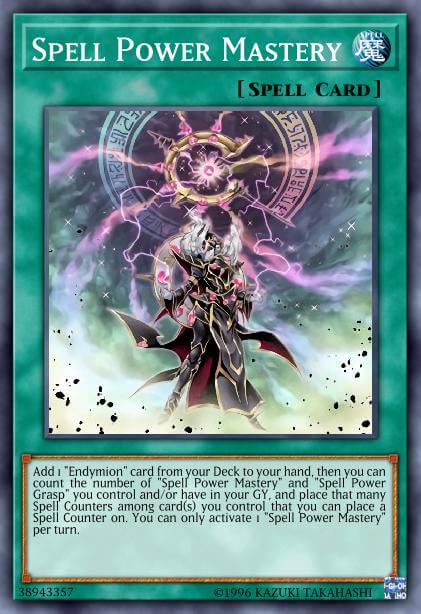 Spell Power Mastery
SPELL
魔
[ Spell Card ]
Add 1 "Endymion" card from your Deck to your hand, then you can
count the number of "Spell Power Mastery" and "Spell Power
Grasp" you control and/or have in your GY, and place that many
Spell Counters among card(s) you control that you can place a
Spell Counter on. You can only activate 1 "Spell Power Mastery"
per turn.
38943357
©1996 KAZUKI TAKAHASHI